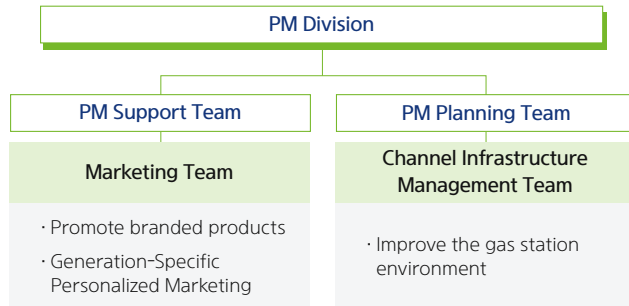 PM Division
PM Support Team
Marketing Team
· Promote branded products
· Generation-Specific
Personalized Marketing
PM Planning Team
Channel Infrastructure
Management Team
· Improve the gas station
environment